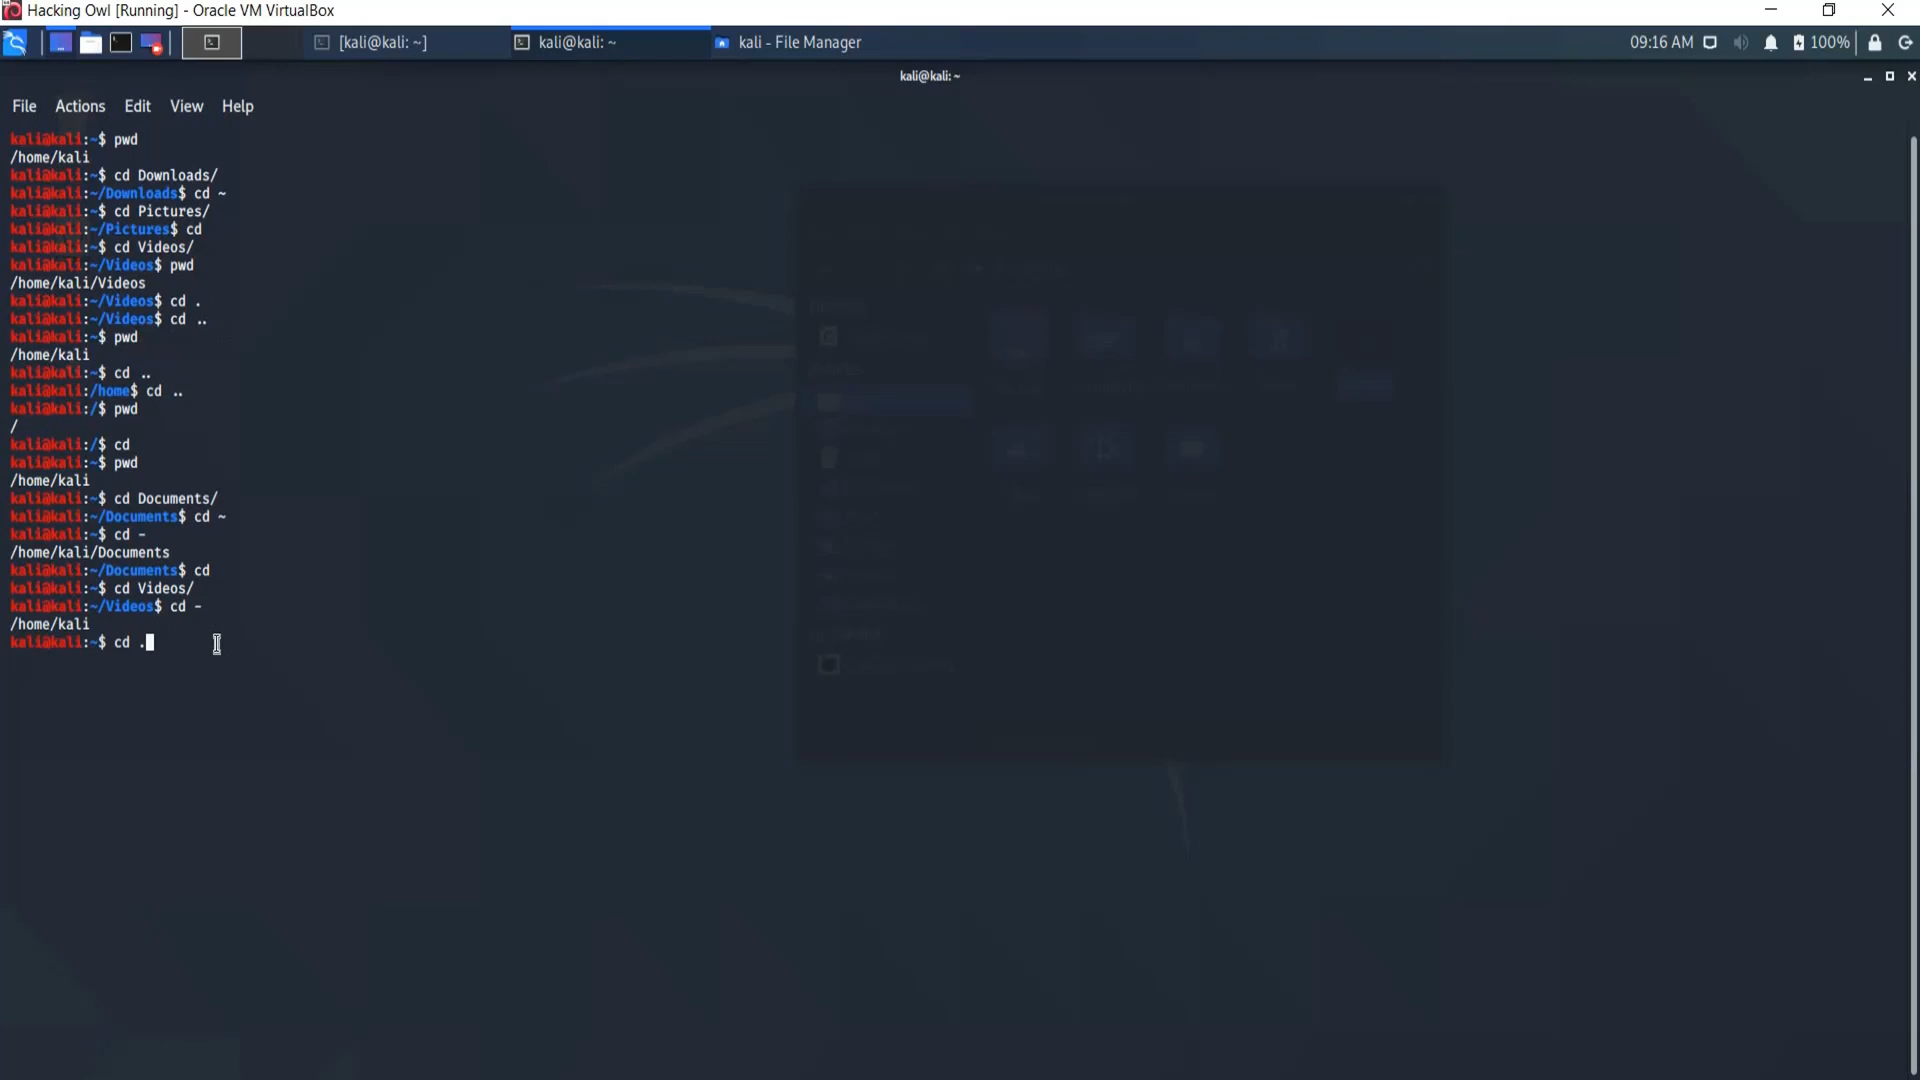 Hacking Owl [Running] - Oracle VM VirtualBox
[kali@kali: ~]
kali@kali: ~
kali - File Manager
09:16 AM
100%
kali@kali: ~
File Actions Edit View Help
kali@kali:~$ pwd
/home/kali
kali@kali:~$ cd Downloads/
kali@kali:~/Downloads$ cd ~
kali@kali:~$ cd Pictures/
kali@kali:~/Pictures$ cd
kali@kali:~$ cd Videos/
kali@kali:~/Videos$ pwd
/home/kali/Videos
kali@kali:~/Videos$ cd .
kali@kali:~/Videos$ cd ..
kali@kali:~$ pwd
/home/kali
kali@kali:~$ cd ..
kali@kali:/home$ cd ..
kali@kali:/$ pwd
/
kali@kali:/$ cd
kali@kali:~$ pwd
/home/kali
kali@kali:~$ cd Documents/
kali@kali:~/Documents$ cd ~
kali@kali:~$ cd -
/home/kali/Documents
kali@kali:~/Documents$ cd
kali@kali:~$ cd Videos/
kali@kali:~/Videos$ cd -
/home/kali
kali@kali:~$ cd .